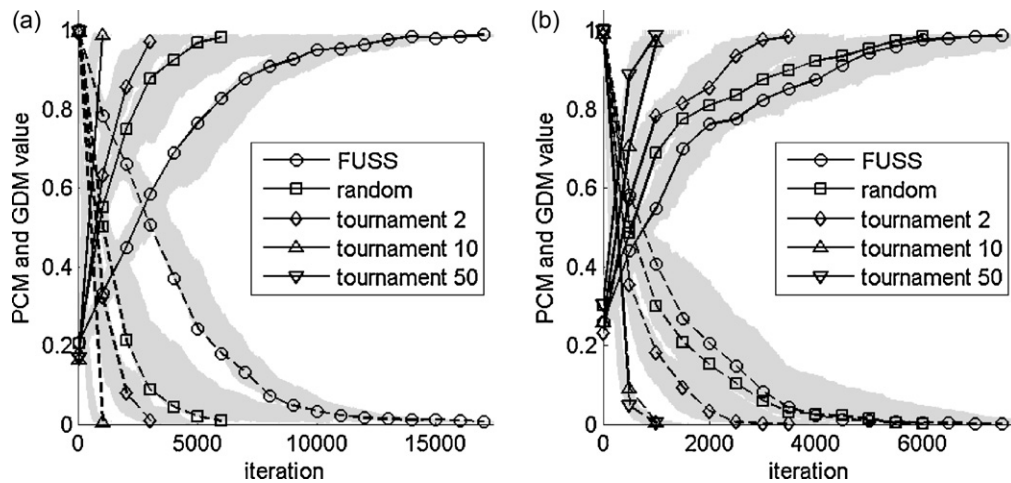 (a)
PCM and GDM value
1
0.8
0.6
0.4
0.2
0
FUSS
random
tournament 2
tournament 10
tournament 50
0 5000 10000 15000
iteration
(b)
PCM and GDM value
1
0.8
0.6
0.4
0.2
0
FUSS
random
tournament 2
tournament 10
tournament 50
0 2000 4000 6000
iteration